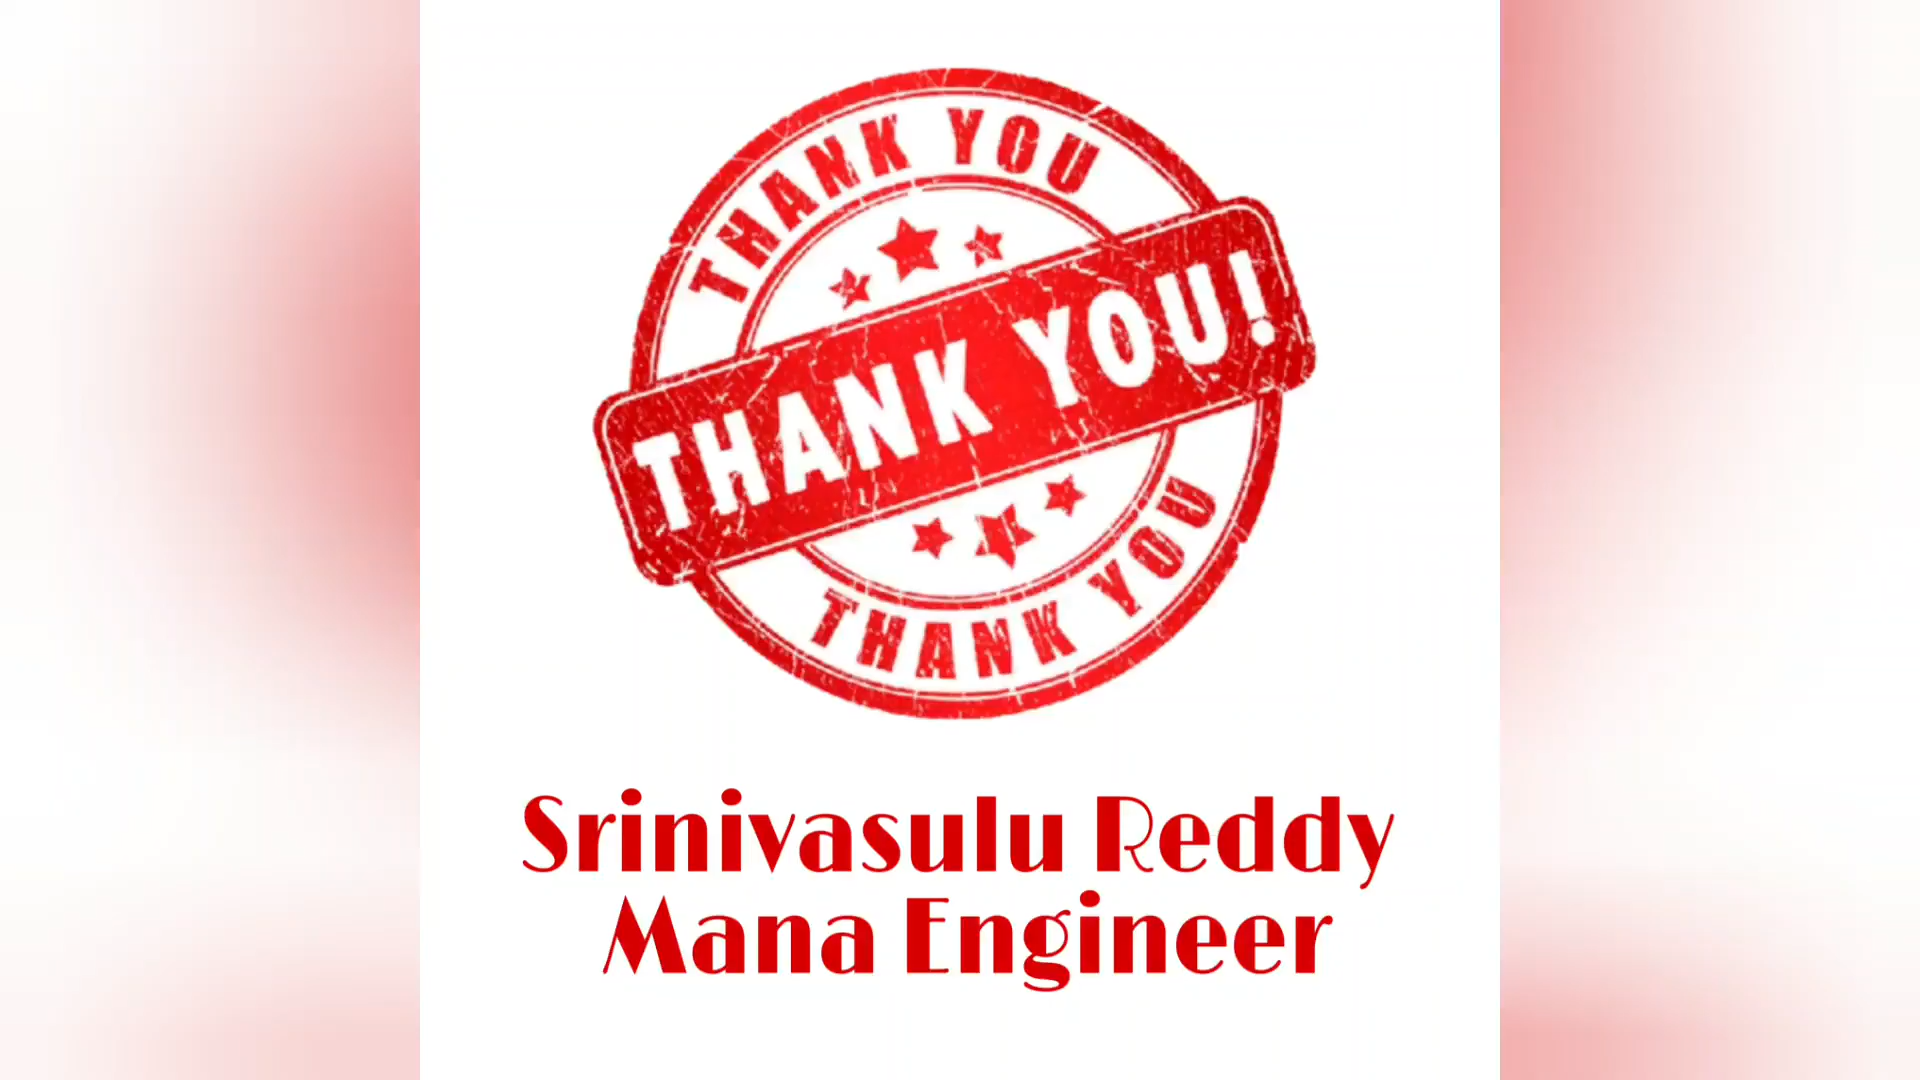 THANK YOU
THANK YOU!
THANK YOU
Srinivasulu Reddy
Mana Engineer